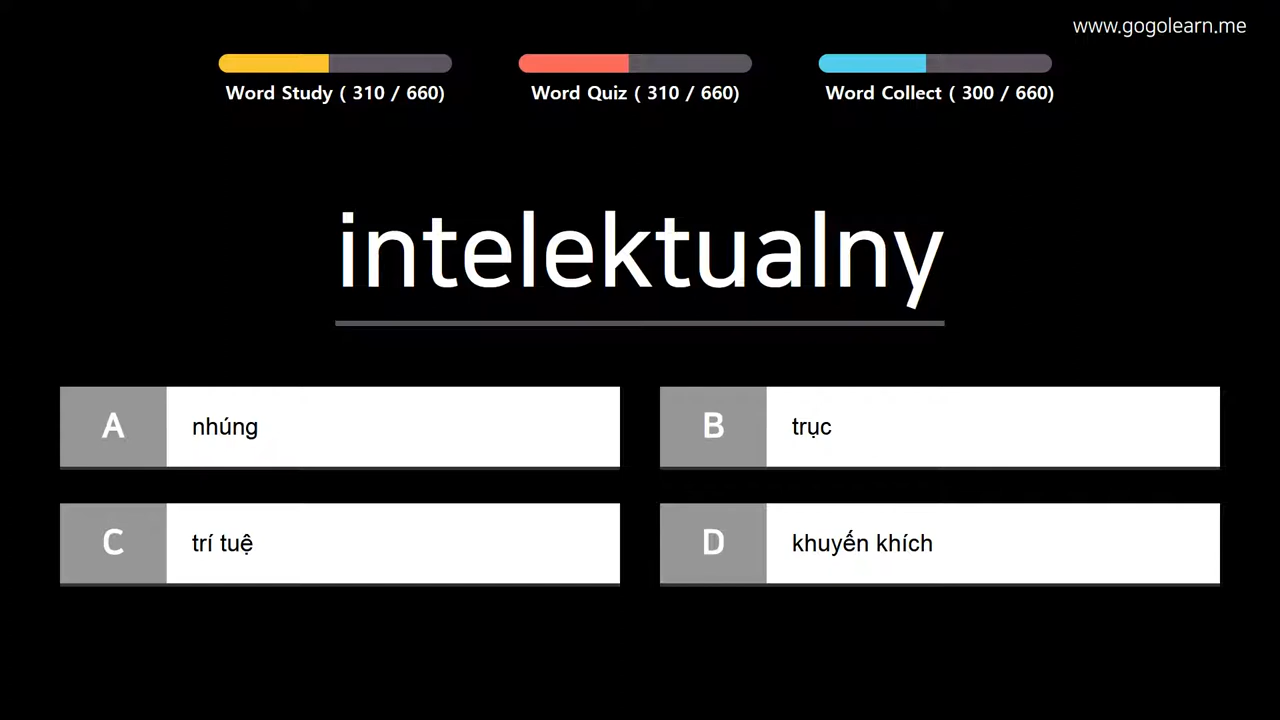 www.gogolearn.me
Word Study ( 310 / 660)
Word Quiz ( 310 / 660)
Word Collect ( 300 / 660)
intelektualny
A
nhúng
B
trục
C
trí tuệ
D
khuyến khích